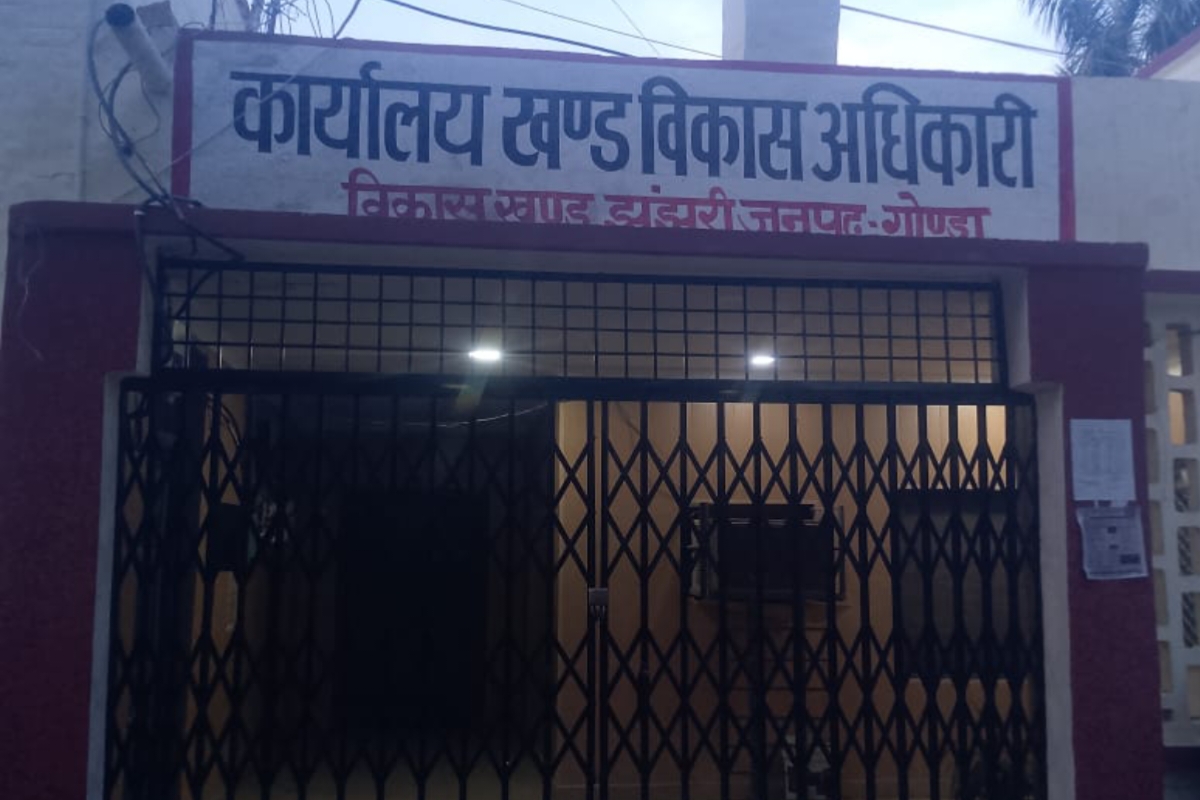 कार्यालय खण्ड विकास अधिकारी
विकास खण्ड झंझरी जनपद-गोण्डा